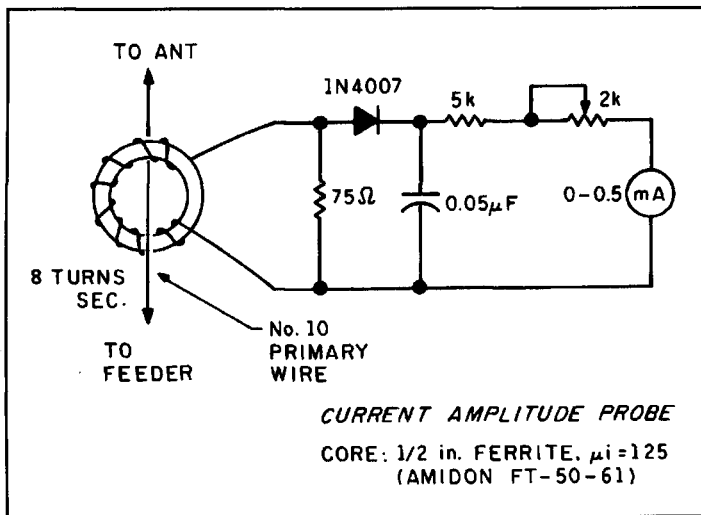 TO ANT
1N4007
5k
2k
75Ω
0.05μF
0-0.5
mA
8 TURNS
SEC.
No. 10
PRIMARY
WIRE
TO
FEEDER
CURRENT AMPLITUDE PROBE
CORE: 1/2 in. FERRITE, μi=125
(AMIDON FT-50-61)